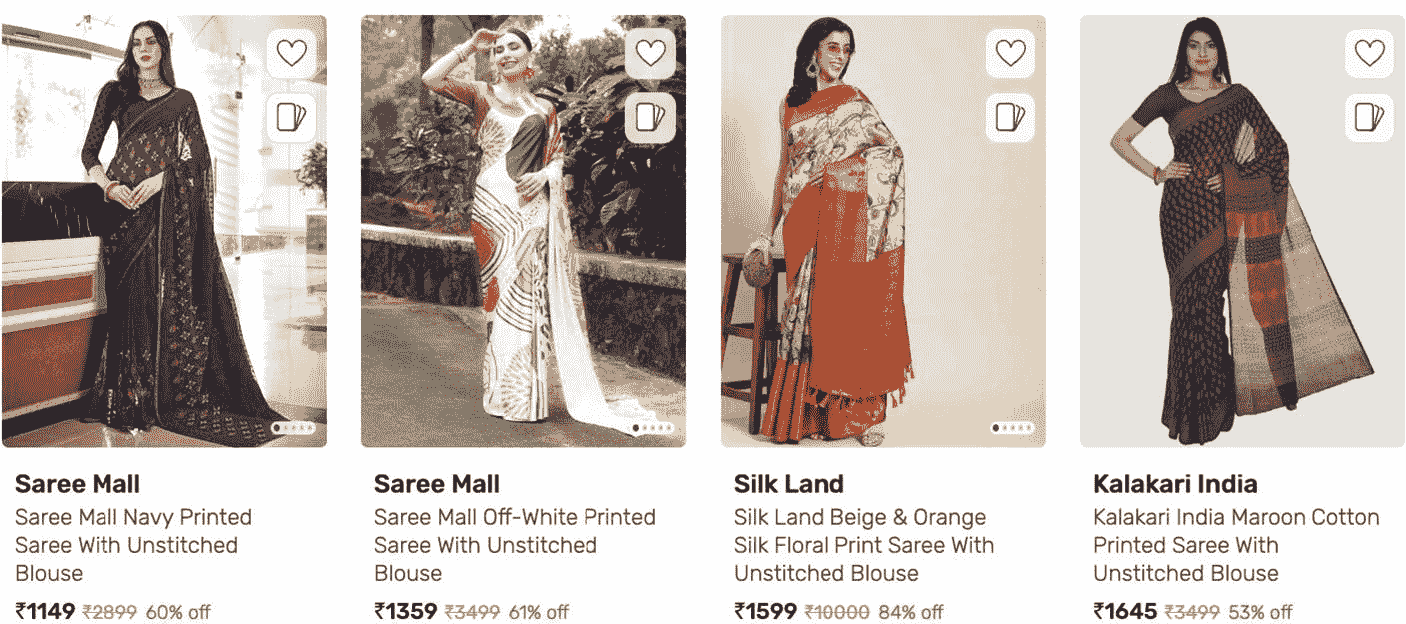 Saree Mall
Saree Mall Navy Printed
Saree With Unstitched
Blouse
₹1149 ₹2899 60% off
Saree Mall
Saree Mall Off-White Printed
Saree With Unstitched
Blouse
₹1359 ₹3499 61% off
Silk Land
Silk Land Beige & Orange
Silk Floral Print Saree With
Unstitched Blouse
₹1599 ₹10000 84% off
Kalakari India
Kalakari India Maroon Cotton
Printed Saree With
Unstitched Blouse
₹1645 ₹3499 53% off